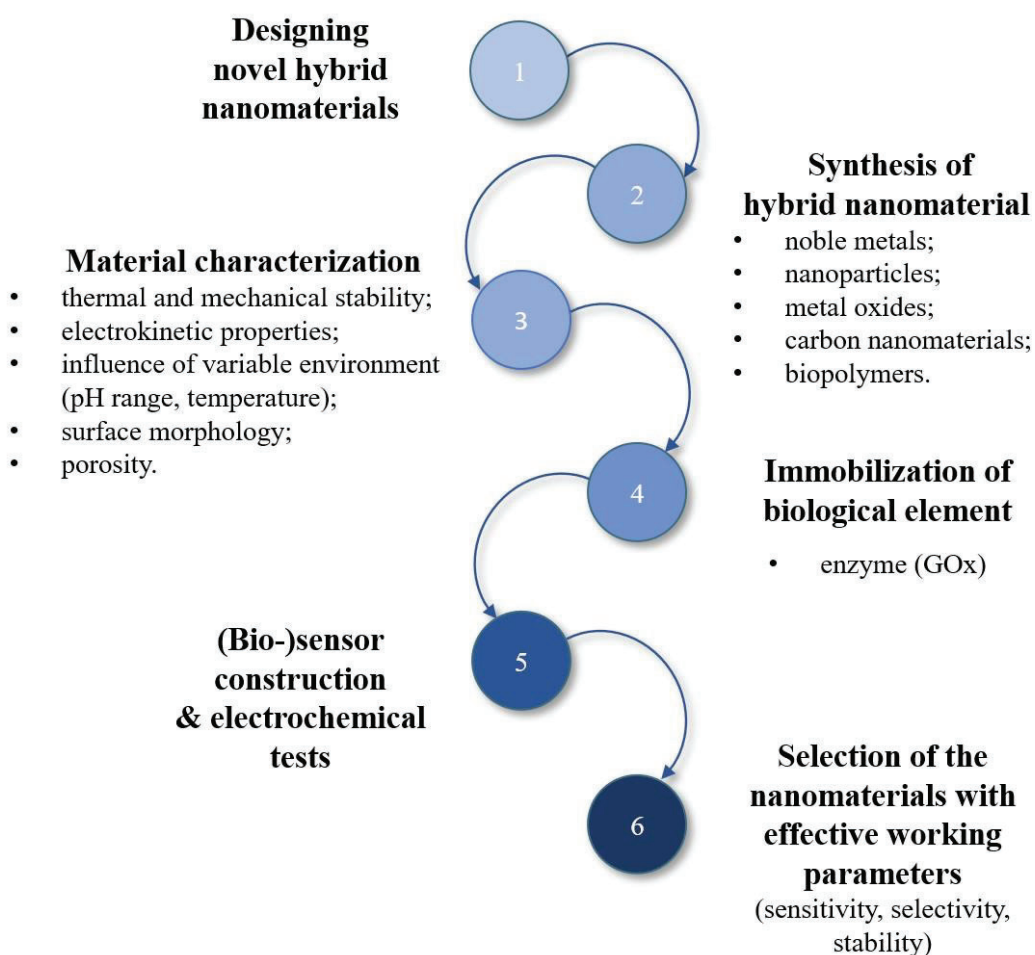 Designing
novel hybrid
nanomaterials
1
2
Synthesis of
hybrid nanomaterial
• noble metals;
• nanoparticles;
• metal oxides;
• carbon nanomaterials;
• biopolymers.
Material characterization
• thermal and mechanical stability;
• electrokinetic properties;
• influence of variable environment
(pH range, temperature);
• surface morphology;
• porosity.
3
4
Immobilization of
biological element
• enzyme (GOx)
(Bio-)sensor
construction
& electrochemical
tests
5
6
Selection of the
nanomaterials with
effective working
parameters
(sensitivity, selectivity,
stability)